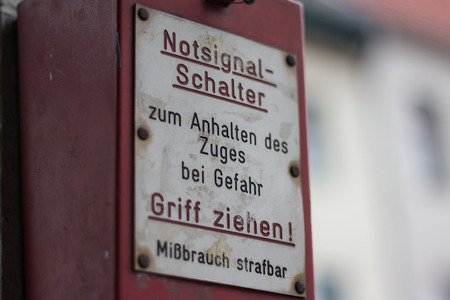 Notsignal-
Schalter
zum Anhalten des
Zuges
bei Gefahr
Griff ziehen!
Mißbrauch strafbar